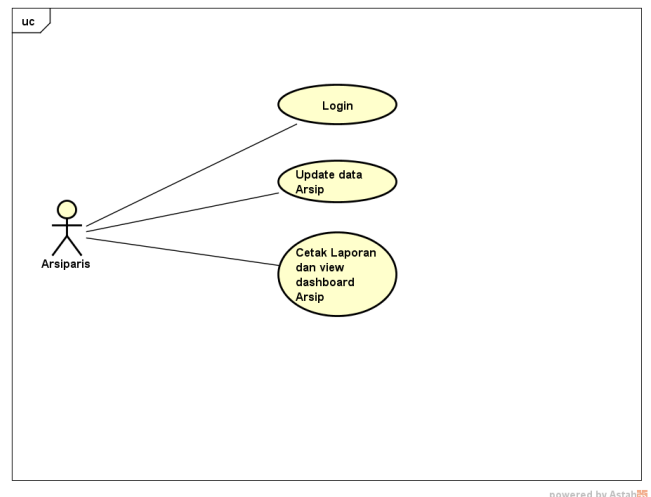 uc
Login
Update data
Arsip
Arsiparis
Cetak Laporan
dan view
dashboard
Arsip
powered by Astah